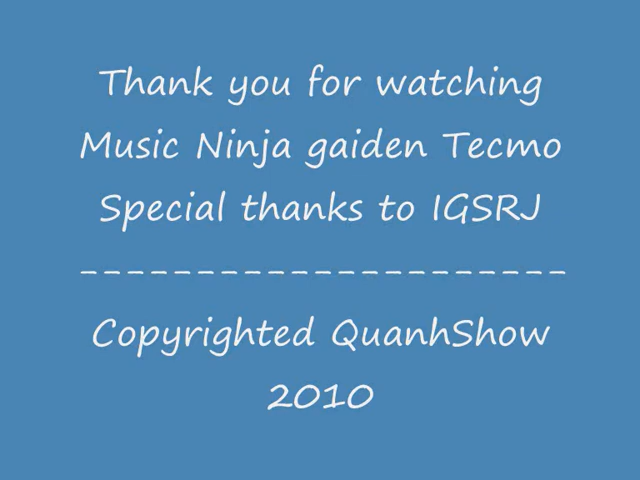 Thank you for watching
Music Ninja gaiden Tecmo
Special thanks to IGSRJ
---------------------
Copyrighted QuanhShow
2010